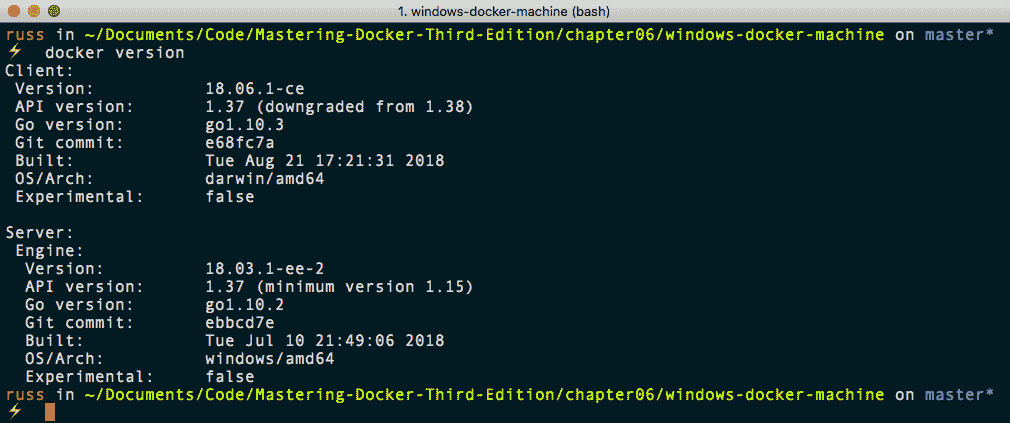 1. windows-docker-machine (bash)
russ in ~/Documents/Code/Mastering-Docker-Third-Edition/chapter06/windows-docker-machine on master*
⚡ docker version
Client:
 Version:           18.06.1-ce
 API version:       1.37 (downgraded from 1.38)
 Go version:        go1.10.3
 Git commit:        e68fc7a
 Built:             Tue Aug 21 17:21:31 2018
 OS/Arch:           darwin/amd64
 Experimental:      false

Server:
 Engine:
  Version:          18.03.1-ee-2
  API version:      1.37 (minimum version 1.15)
  Go version:       go1.10.2
  Git commit:       ebbcd7e
  Built:            Tue Jul 10 21:49:06 2018
  OS/Arch:          windows/amd64
  Experimental:     false
russ in ~/Documents/Code/Mastering-Docker-Third-Edition/chapter06/windows-docker-machine on master*
⚡